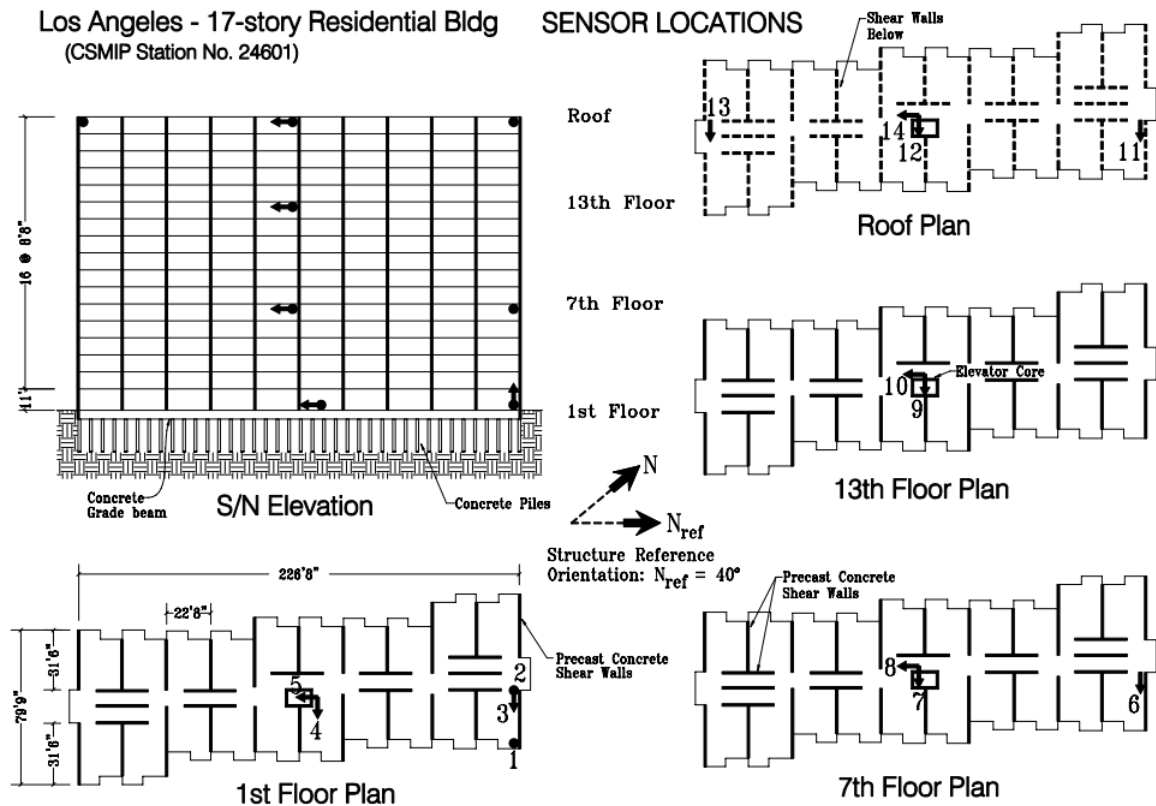 Los Angeles - 17-story Residential Bldg
(CSMIP Station No. 24601)
SENSOR LOCATIONS
16 @ 8'8"
11'
Concrete
Grade beam
Concrete Piles
S/N Elevation
Roof
13th Floor
7th Floor
1st Floor
Shear Walls
Below
13
14
12
11
Roof Plan
Elevator Core
10
9
13th Floor Plan
N
Nref
Structure Reference
Orientation: Nref = 40°
226'8"
22'8"
31'6"
79'9"
31'6"
Precast Concrete
Shear Walls
5
4
2
3
1
1st Floor Plan
Precast Concrete
Shear Walls
8
7
6
7th Floor Plan